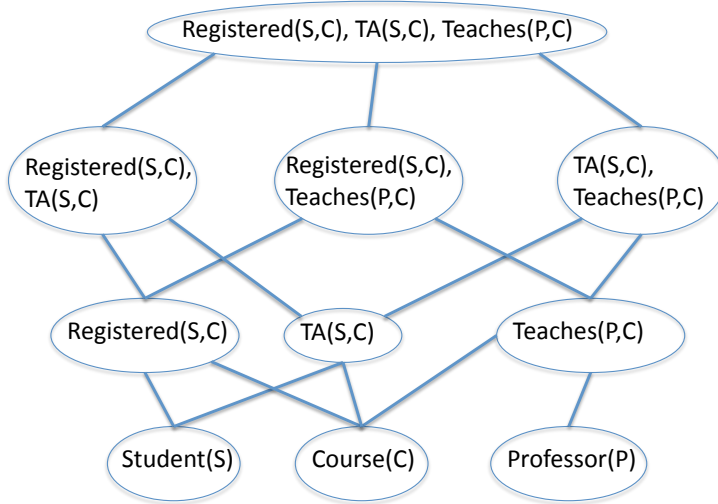 Registered(S,C), TA(S,C), Teaches(P,C)
Registered(S,C),
TA(S,C)
Registered(S,C),
Teaches(P,C)
TA(S,C),
Teaches(P,C)
Registered(S,C)
TA(S,C)
Teaches(P,C)
Student(S)
Course(C)
Professor(P)